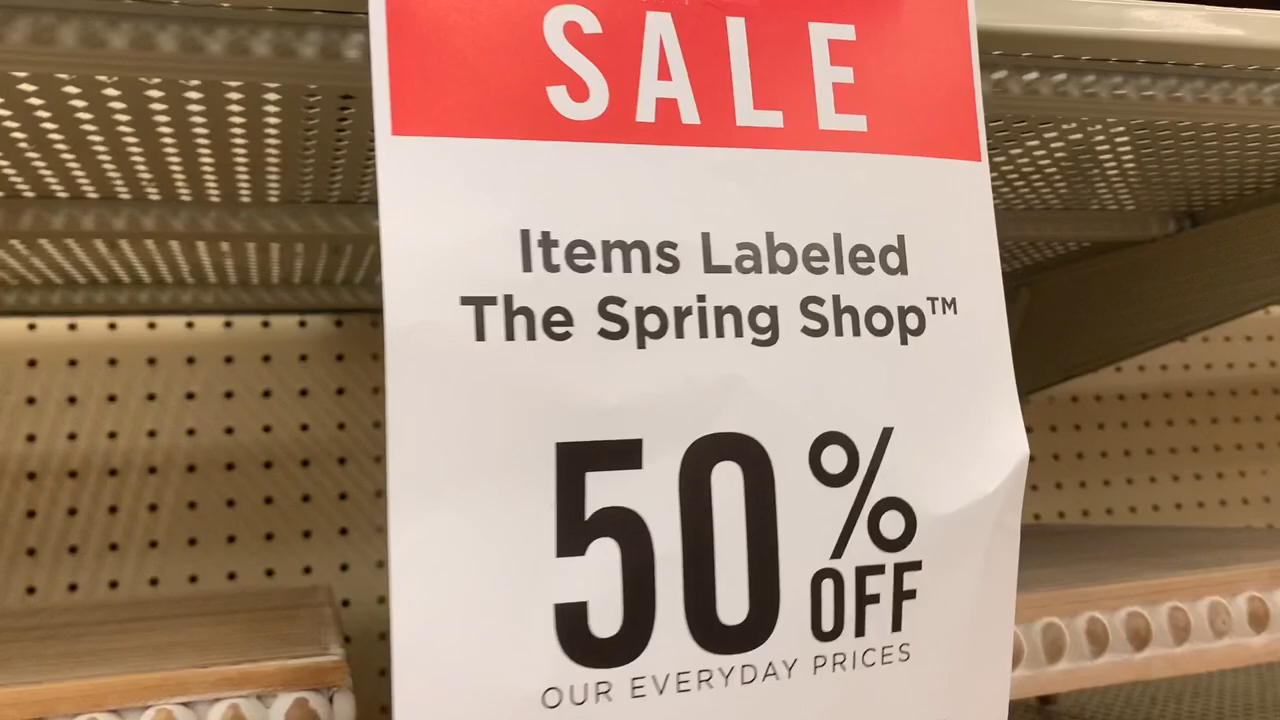 SALE
Items Labeled
The Spring Shop™
50%
OFF
OUR EVERYDAY PRICES